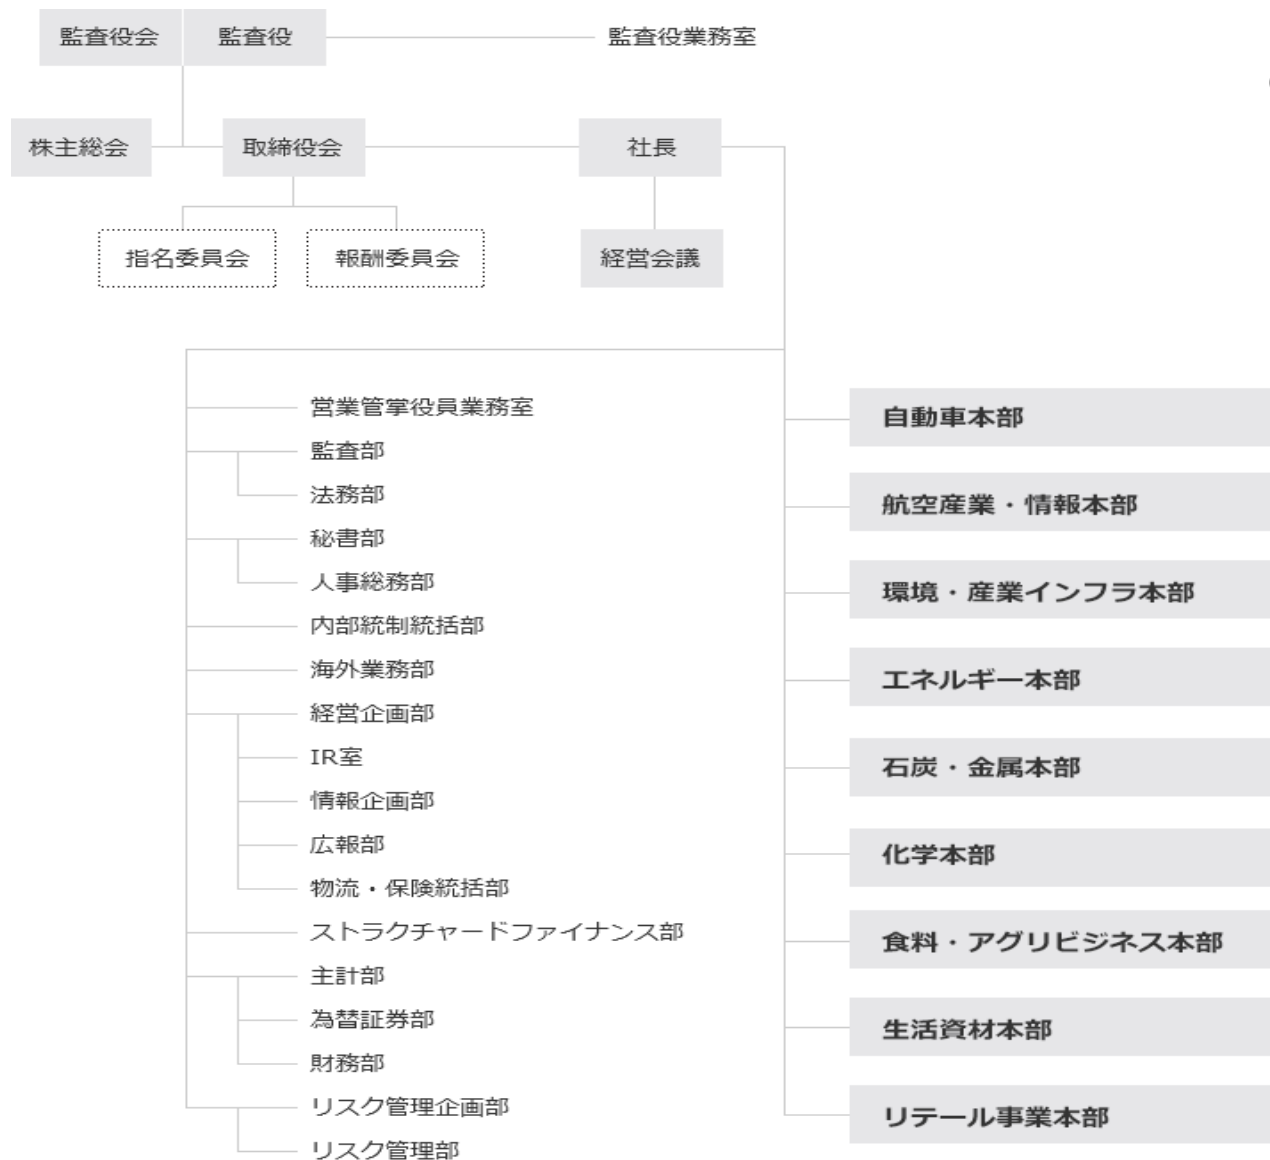 監査役会
監査役
監査役業務室
株主総会
取締役会
社長
指名委員会
報酬委員会
経営会議
営業管掌役員業務室
監査部
法務部
秘書部
人事総務部
内部統制統括部
海外業務部
経営企画部
IR室
情報企画部
広報部
物流・保険統括部
ストラクチャードファイナンス部
主計部
為替証券部
財務部
リスク管理企画部
リスク管理部
自動車本部
航空産業・情報本部
環境・産業インフラ本部
エネルギー本部
石炭・金属本部
化学本部
食料・アグリビジネス本部
生活資材本部
リテール事業本部